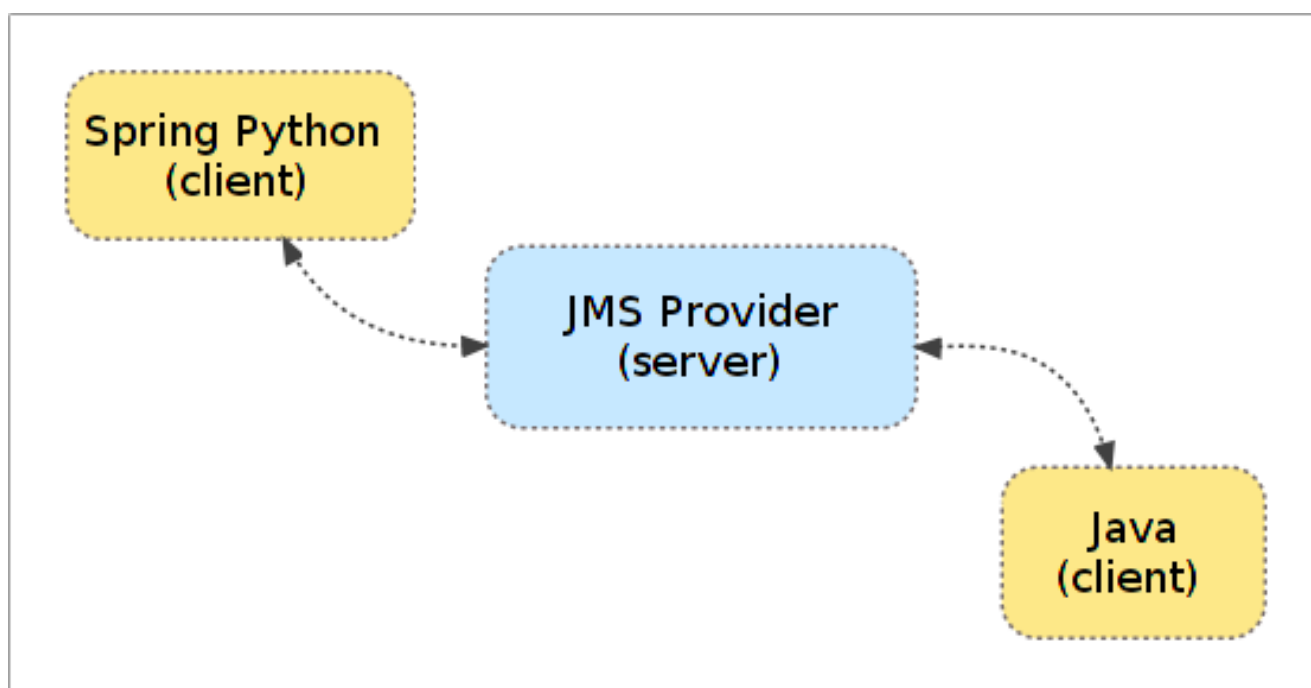 Spring Python
(client)
JMS Provider
(server)
Java
(client)